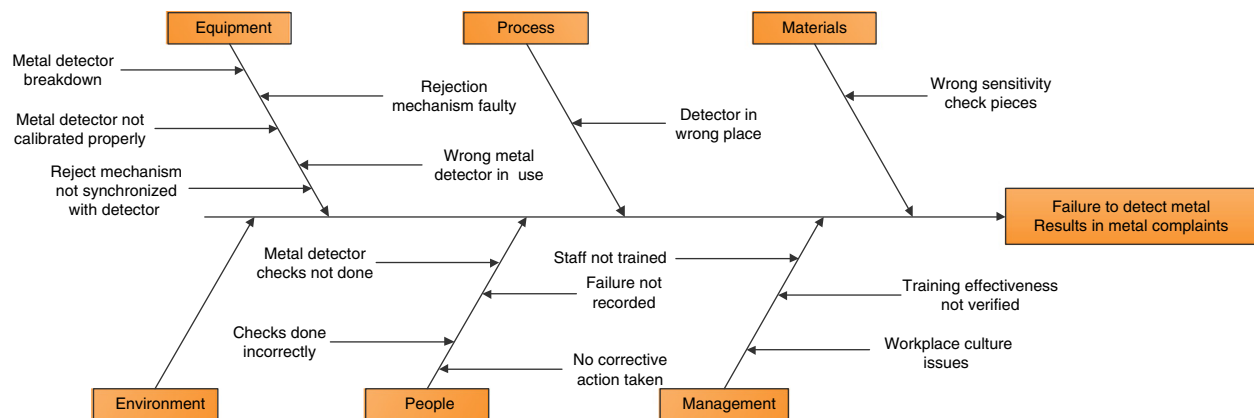 Equipment
Process
Materials
Metal detector
breakdown
Rejection
mechanism faulty
Wrong sensitivity
check pieces
Metal detector not
calibrated properly
Detector in
wrong place
Wrong metal
detector in use
Reject mechanism
not synchronized
with detector
Failure to detect metal
Results in metal complaints
Metal detector
checks not done
Staff not trained
Failure not
recorded
Training effectiveness
not verified
Checks done
incorrectly
Workplace culture
issues
No corrective
action taken
Environment
People
Management